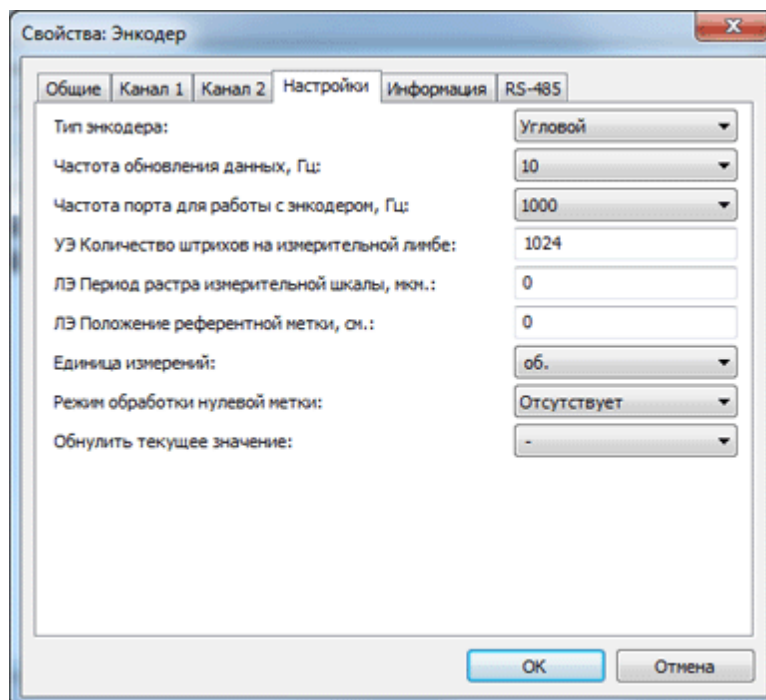 Свойства: Энкодер
Общие Канал 1 Канал 2 Настройки Информация RS-485
Тип энкодера: Угловой
Частота обновления данных, Гц: 10
Частота порта для работы с энкодером, Гц: 1000
УЭ Количество штрихов на измерительной лимбе: 1024
ЛЭ Период растра измерительной шкалы, мкм.: 0
ЛЭ Положение референтной метки, см.: 0
Единица измерений: об.
Режим обработки нулевой метки: Отсутствует
Обнулить текущее значение: -
OK Отмена